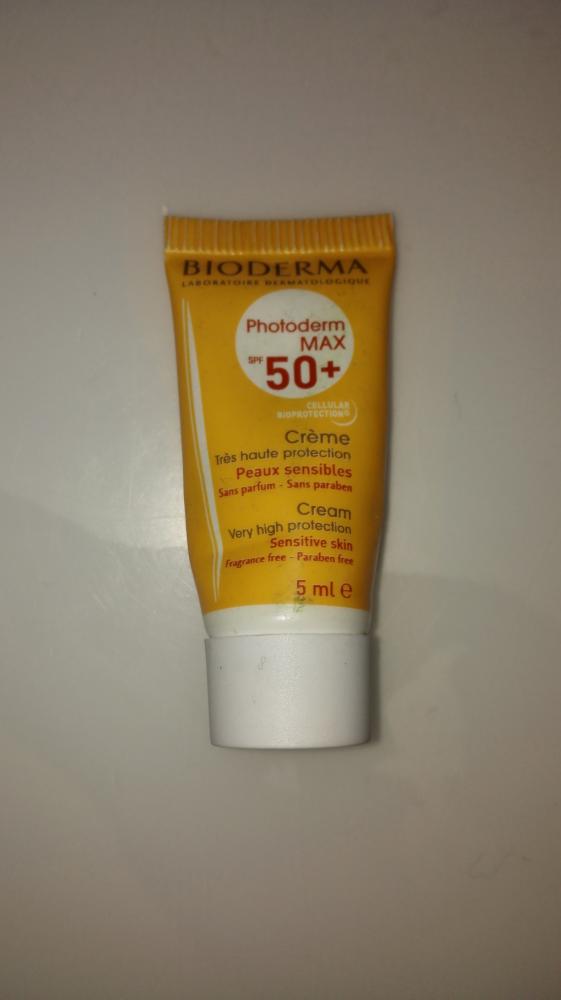 BIODERMA
LABORATOIRE DERMATOLOGIQUE
Photoderm
MAX
SPF 50+
CELLULAR
BIOPROTECTION®
Crème
Très haute protection
Peaux sensibles
Sans parfum - Sans paraben
Cream
Very high protection
Sensitive skin
Fragrance free - Paraben free
5 ml e